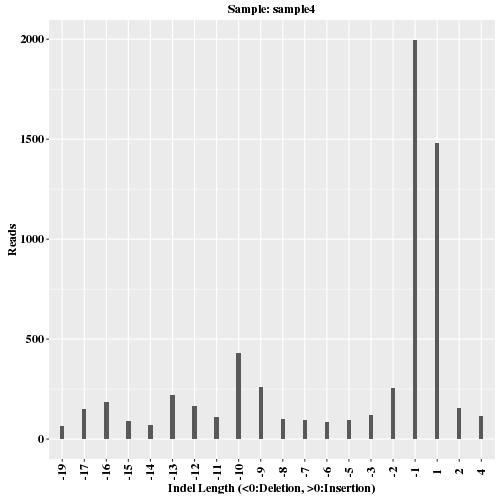 Sample: sample4
Reads
2000
1500
1000
500
0
-19 -17 -16 -15 -14 -13 -12 -11 -10 -9 -8 -7 -6 -5 -3 -2 -1 1 2 4
Indel Length (<0:Deletion, >0:Insertion)